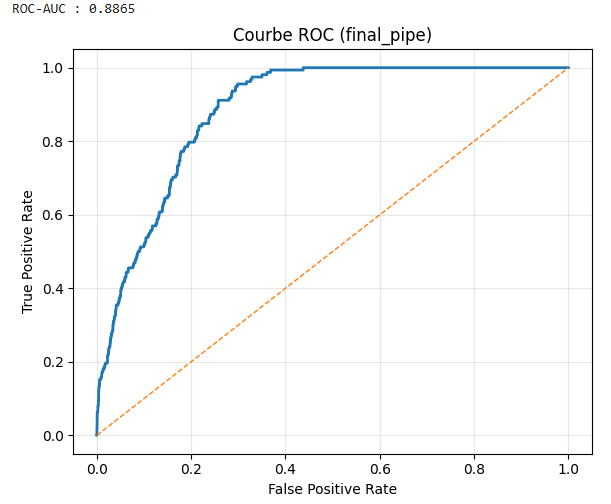 ROC-AUC : 0.8865
Courbe ROC (final_pipe)
1.0
0.8
0.6
0.4
0.2
0.0
True Positive Rate
0.0 0.2 0.4 0.6 0.8 1.0
False Positive Rate